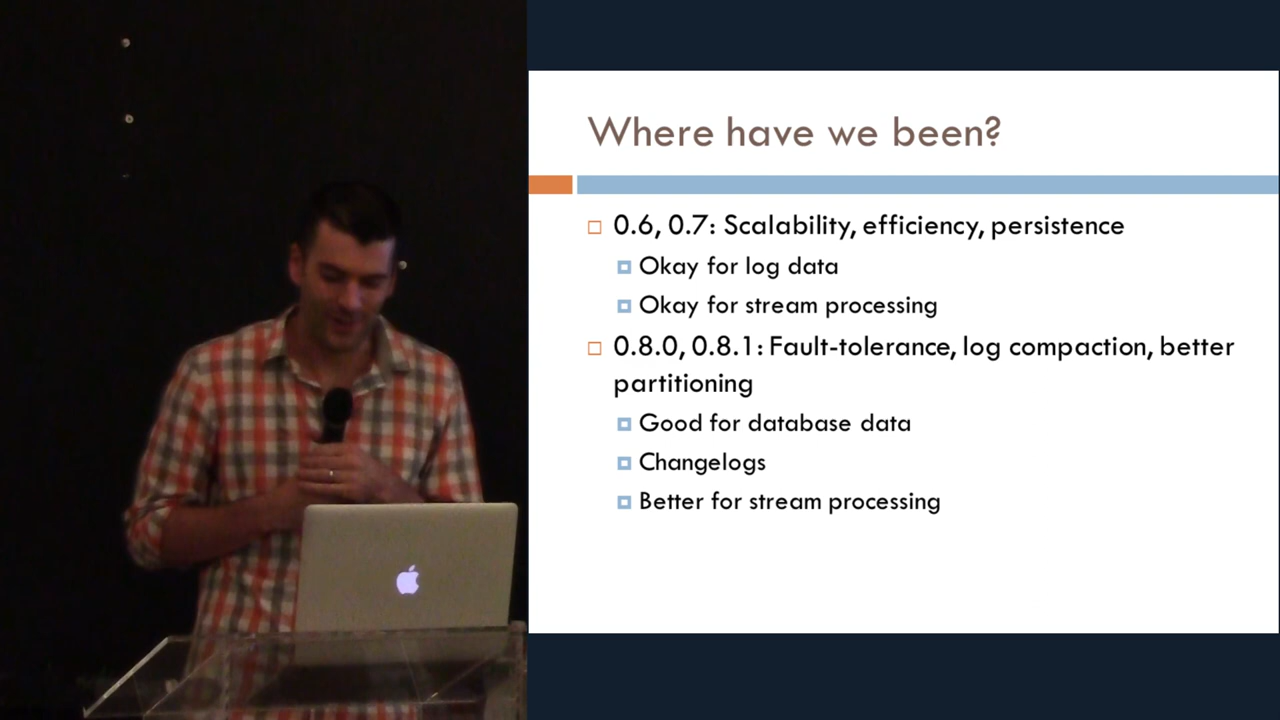 Where have we been?
0.6, 0.7: Scalability, efficiency, persistence
Okay for log data
Okay for stream processing
0.8.0, 0.8.1: Fault-tolerance, log compaction, better
partitioning
Good for database data
Changelogs
Better for stream processing